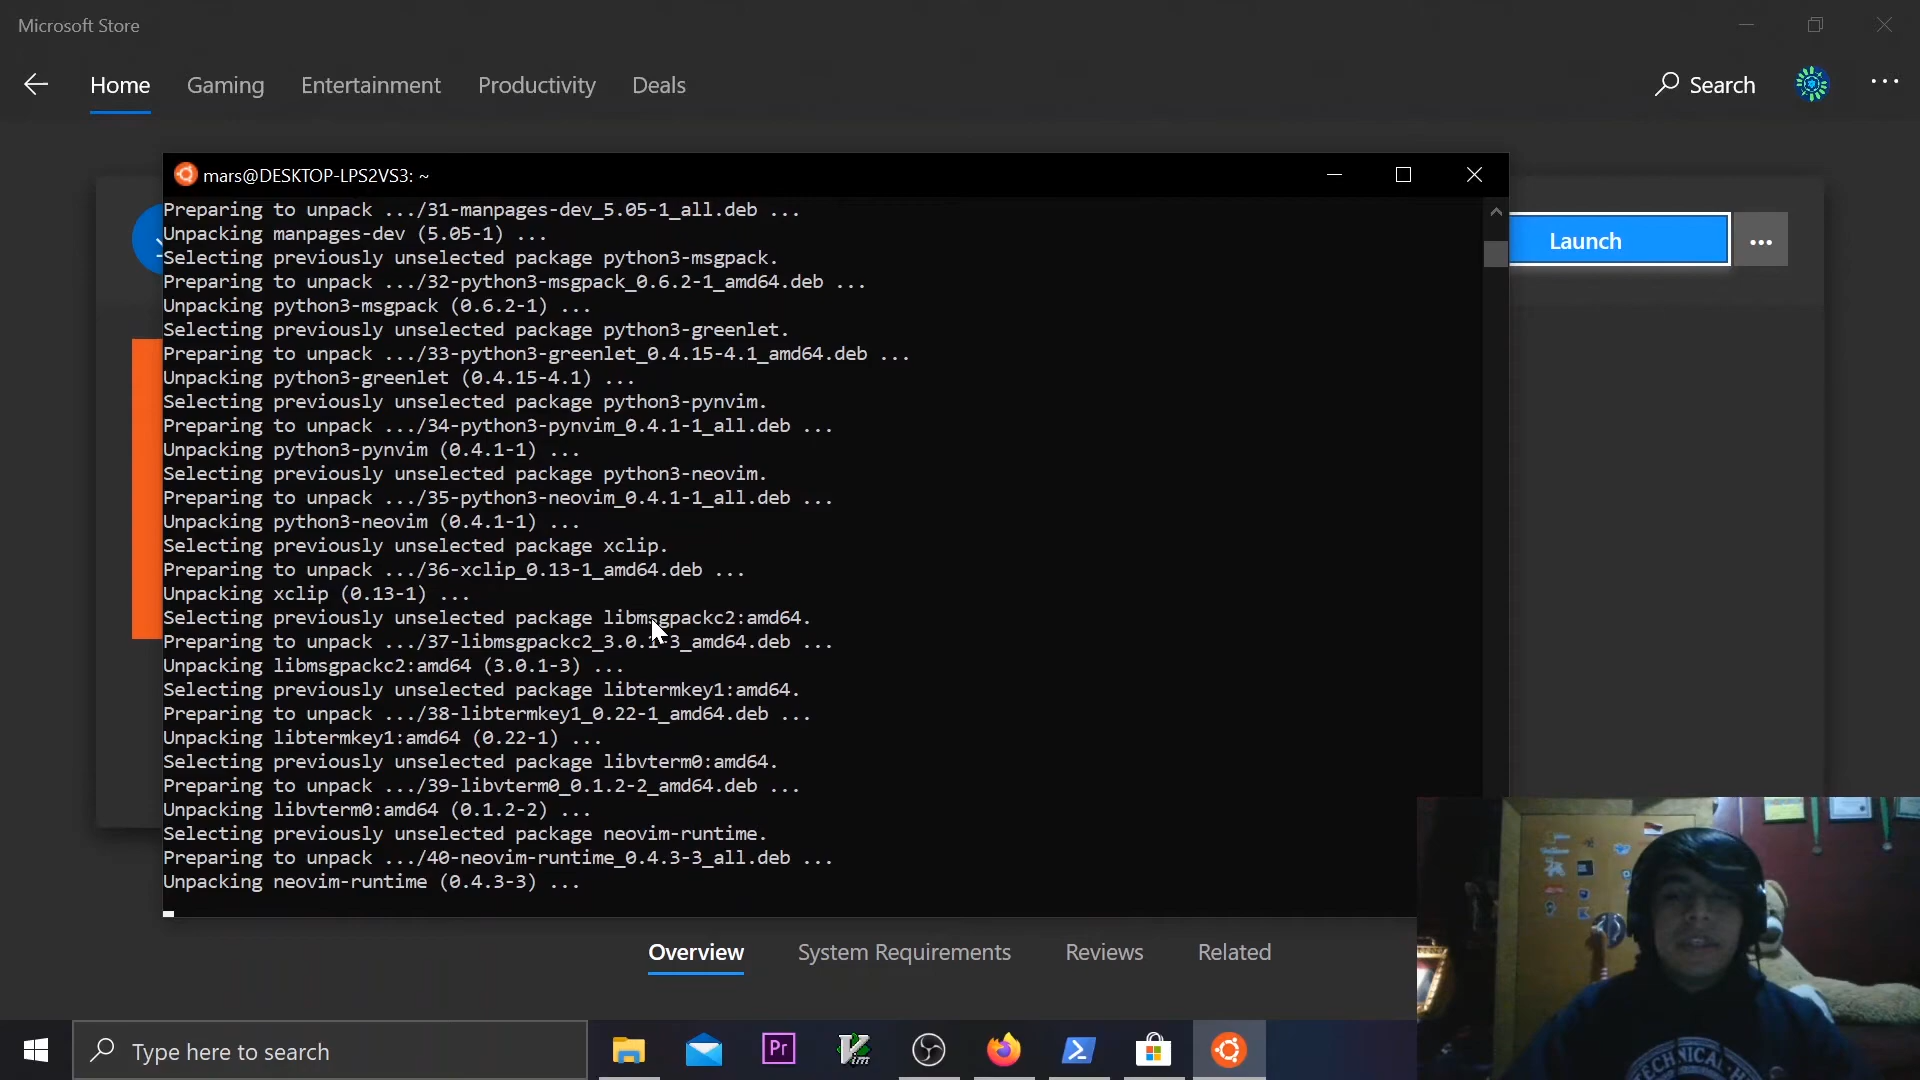 Microsoft Store
Home Gaming Entertainment Productivity Deals Search
mars@DESKTOP-LPS2VS3: ~
Preparing to unpack .../31-manpages-dev_5.05-1_all.deb ...
Unpacking manpages-dev (5.05-1) ...
Selecting previously unselected package python3-msgpack.
Preparing to unpack .../32-python3-msgpack_0.6.2-1_amd64.deb ...
Unpacking python3-msgpack (0.6.2-1) ...
Selecting previously unselected package python3-greenlet.
Preparing to unpack .../33-python3-greenlet_0.4.15-4.1_amd64.deb ...
Unpacking python3-greenlet (0.4.15-4.1) ...
Selecting previously unselected package python3-pynvim.
Preparing to unpack .../34-python3-pynvim_0.4.1-1_all.deb ...
Unpacking python3-pynvim (0.4.1-1) ...
Selecting previously unselected package python3-neovim.
Preparing to unpack .../35-python3-neovim_0.4.1-1_all.deb ...
Unpacking python3-neovim (0.4.1-1) ...
Selecting previously unselected package xclip.
Preparing to unpack .../36-xclip_0.13-1_amd64.deb ...
Unpacking xclip (0.13-1) ...
Selecting previously unselected package libmsgpackc2:amd64.
Preparing to unpack .../37-libmsgpackc2_3.0.1-3_amd64.deb ...
Unpacking libmsgpackc2:amd64 (3.0.1-3) ...
Selecting previously unselected package libtermkey1:amd64.
Preparing to unpack .../38-libtermkey1_0.22-1_amd64.deb ...
Unpacking libtermkey1:amd64 (0.22-1) ...
Selecting previously unselected package libvterm0:amd64.
Preparing to unpack .../39-libvterm0_0.1.2-2_amd64.deb ...
Unpacking libvterm0:amd64 (0.1.2-2) ...
Selecting previously unselected package neovim-runtime.
Preparing to unpack .../40-neovim-runtime_0.4.3-3_all.deb ...
Unpacking neovim-runtime (0.4.3-3) ...
Launch
Overview System Requirements Reviews Related
Type here to search
Pr
Vim